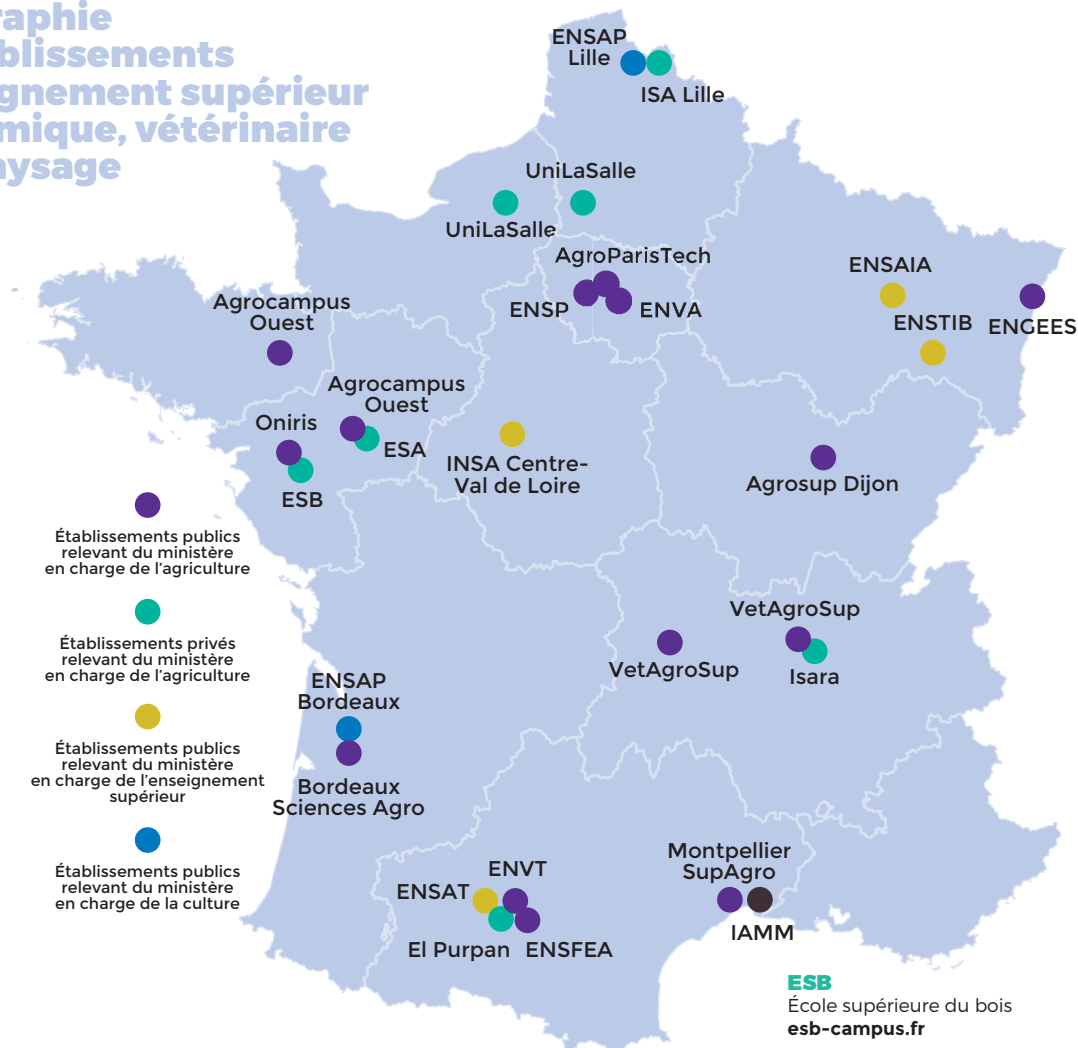 raphie
blissements
gnement supérieur
mique, vétérinaire
aysage
ENSAP
Lille
ISA Lille
UniLaSalle
UniLaSalle
AgroParisTech
ENSP
ENVA
ENSAIA
ENSTIB
ENGEES
Agrocampus
Ouest
Agrocampus
Ouest
Oniris
ESA
ESB
INSA Centre-
Val de Loire
Agrosup Dijon
Établissements publics
relevant du ministère
en charge de l’agriculture
Établissements privés
relevant du ministère
en charge de l’agriculture
Établissements publics
relevant du ministère
en charge de l’enseignement
supérieur
Établissements publics
relevant du ministère
en charge de la culture
VetAgroSup
VetAgroSup
Isara
ENSAP
Bordeaux
Bordeaux
Sciences Agro
Montpellier
SupAgro
IAMM
ENVT
ENSAT
El Purpan
ENSFEA
ESB
École supérieure du bois
esb-campus.fr